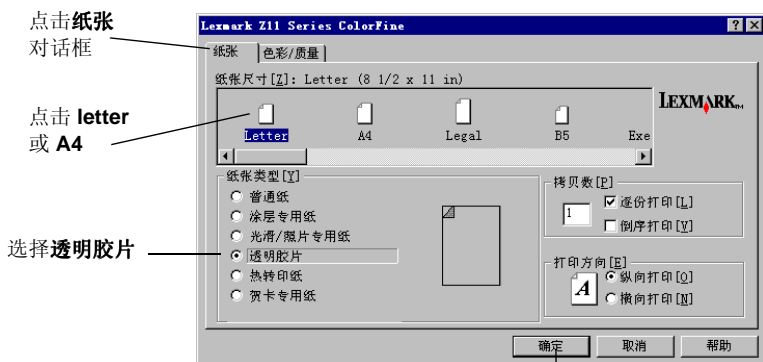 点击纸张
对话框
点击 letter
或 A4
选择透明胶片
Lexmark Z11 Series ColorFine
纸张
色彩/质量
纸张尺寸[Z]: Letter (8 1/2 x 11 in)
Letter
A4
Legal
B5
Exe
LEXMARK™
纸张类型[Y]
普通纸
涂层专用纸
光滑/照片专用纸
透明胶片
热转印纸
贺卡专用纸
拷贝数[P]
1
逐份打印[L]
倒序打印[V]
打印方向[E]
A
纵向打印[O]
横向打印[N]
确定
取消
帮助